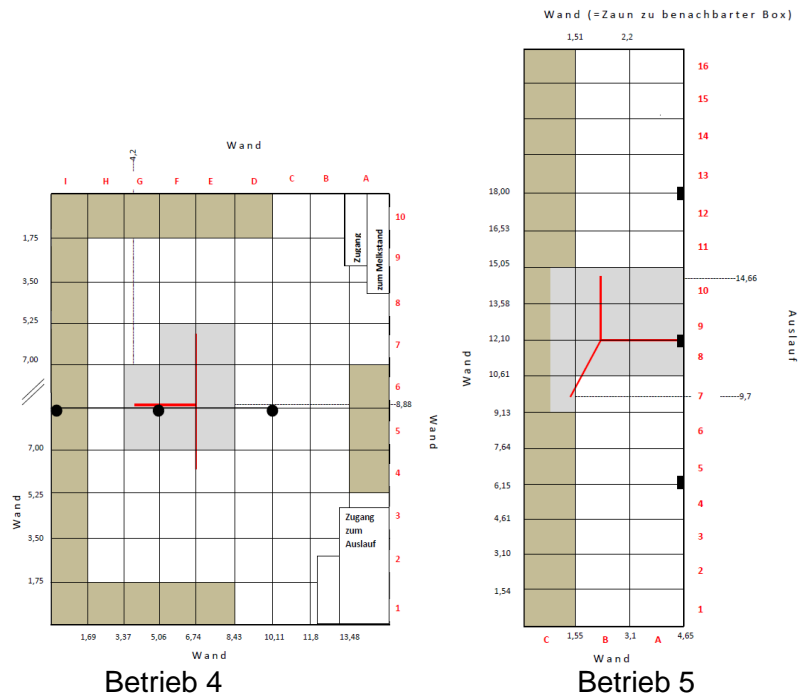 Wand
4,2
I H G F E D C B A
Zugang
zum Melkstand
10
9
8
7
6
5
4
3
2
1
1,75
3,50
5,25
7,00
7,00
5,25
3,50
1,75
Wand
8,88
Wand
Zugang
zum
Auslauf
1,69 3,37 5,06 6,74 8,43 10,11 11,8 13,48
Wand
Betrieb 4
Wand (=Zaun zu benachbarter Box)
1,51 2,2
16
15
14
13
12
11
10
9
8
7
6
5
4
3
2
1
18,00
16,53
15,05
13,58
12,10
10,61
9,13
7,64
6,15
4,61
3,10
1,54
Wand
14,66
9,7
Auslauf
C B A
1,55 3,1 4,65
Wand
Betrieb 5